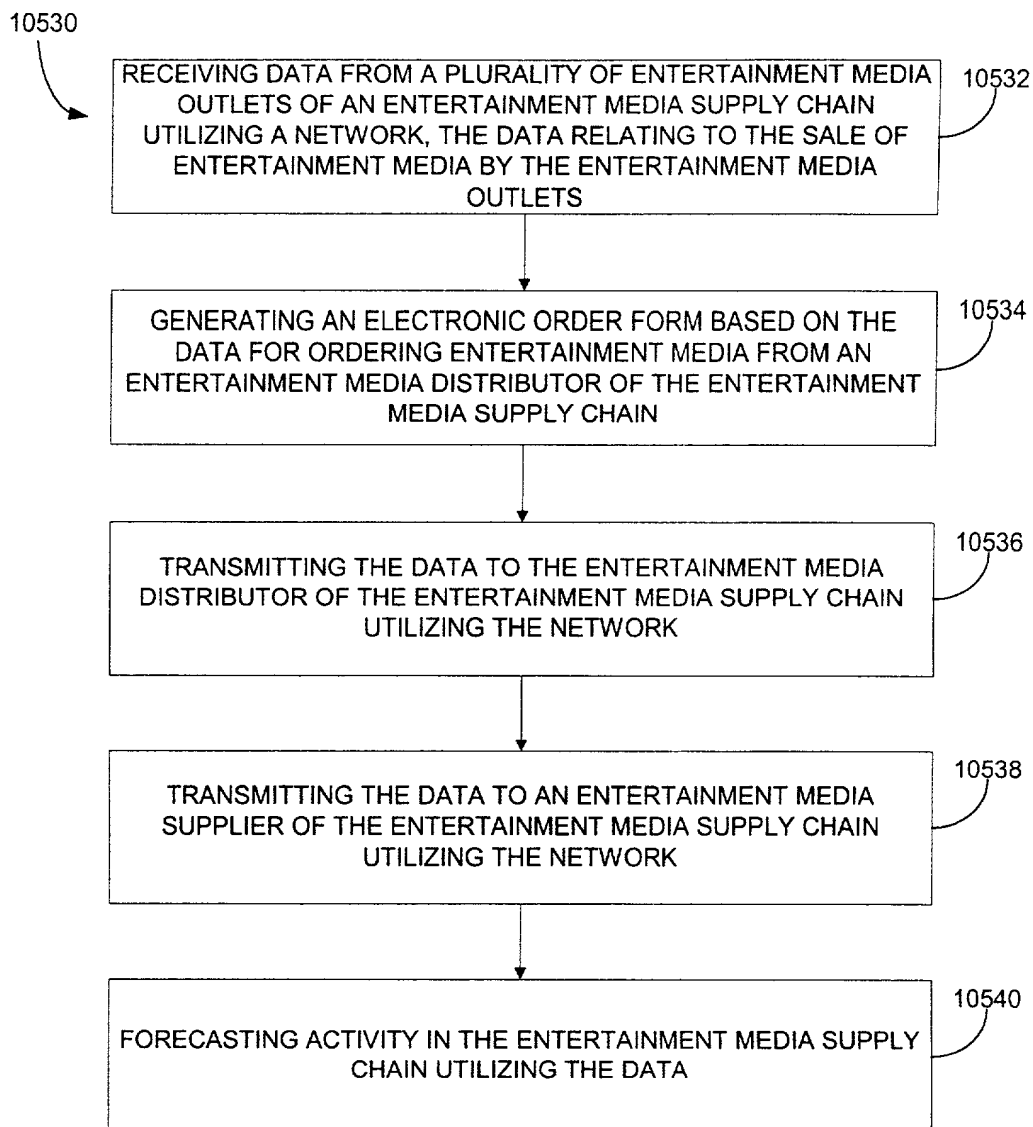 10530
RECEIVING DATA FROM A PLURALITY OF ENTERTAINMENT MEDIA
OUTLETS OF AN ENTERTAINMENT MEDIA SUPPLY CHAIN
UTILIZING A NETWORK, THE DATA RELATING TO THE SALE OF
ENTERTAINMENT MEDIA BY THE ENTERTAINMENT MEDIA
OUTLETS
10532
GENERATING AN ELECTRONIC ORDER FORM BASED ON THE
DATA FOR ORDERING ENTERTAINMENT MEDIA FROM AN
ENTERTAINMENT MEDIA DISTRIBUTOR OF THE ENTERTAINMENT
MEDIA SUPPLY CHAIN
10534
TRANSMITTING THE DATA TO THE ENTERTAINMENT MEDIA
DISTRIBUTOR OF THE ENTERTAINMENT MEDIA SUPPLY CHAIN
UTILIZING THE NETWORK
10536
TRANSMITTING THE DATA TO AN ENTERTAINMENT MEDIA
SUPPLIER OF THE ENTERTAINMENT MEDIA SUPPLY CHAIN
UTILIZING THE NETWORK
10538
FORECASTING ACTIVITY IN THE ENTERTAINMENT MEDIA SUPPLY
CHAIN UTILIZING THE DATA
10540